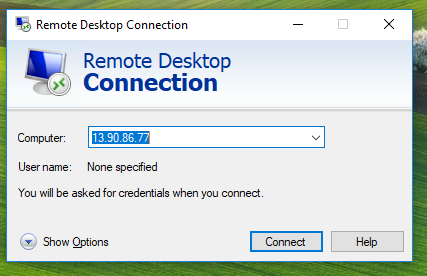 Remote Desktop Connection
Remote Desktop
Connection
Computer: 13.90.86.77
User name: None specified
You will be asked for credentials when you connect.
Show Options Connect Help